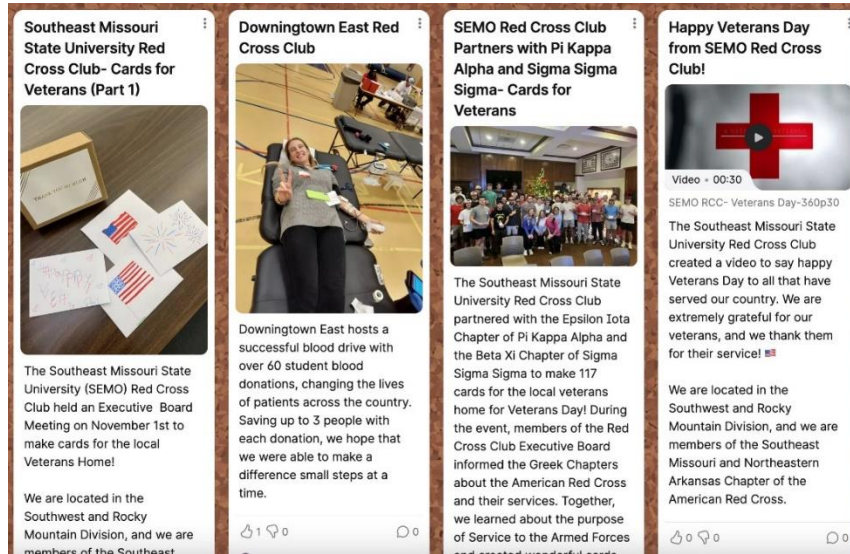 Southeast Missouri
State University Red
Cross Club- Cards for
Veterans (Part 1)
The Southeast Missouri State
University (SEMO) Red Cross
Club held an Executive Board
Meeting on November 1st to
make cards for the local
Veterans Home!
We are located in the
Southwest and Rocky
Mountain Division, and we are
members of the Southeast
Downingtown East Red
Cross Club
Downingtown East hosts a
successful blood drive with
over 60 student blood
donations, changing the lives
of patients across the country.
Saving up to 3 people with
each donation, we hope that
we were able to make a
difference small steps at a
time.
1 0
0
SEMO Red Cross Club
Partners with Pi Kappa
Alpha and Sigma Sigma
Sigma- Cards for
Veterans
The Southeast Missouri State
University Red Cross Club
partnered with the Epsilon Iota
Chapter of Pi Kappa Alpha and
the Beta Xi Chapter of Sigma
Sigma Sigma to make 117
cards for the local veterans
home for Veterans Day! During
the event, members of the Red
Cross Club Executive Board
informed the Greek Chapters
about the American Red Cross
and their services. Together,
we learned about the purpose
of Service to the Armed Forces
and created wonderful cards
Happy Veterans Day
from SEMO Red Cross
Club!
Video • 00:30
SEMO RCC- Veterans Day-360p30
The Southeast Missouri State
University Red Cross Club
created a video to say happy
Veterans Day to all that have
served our country. We are
extremely grateful for our
veterans, and we thank them
for their service! 🇺🇸
We are located in the
Southwest and Rocky
Mountain Division, and we are
members of the Southeast
Missouri and Northeastern
Arkansas Chapter of the
American Red Cross.
0 0
0